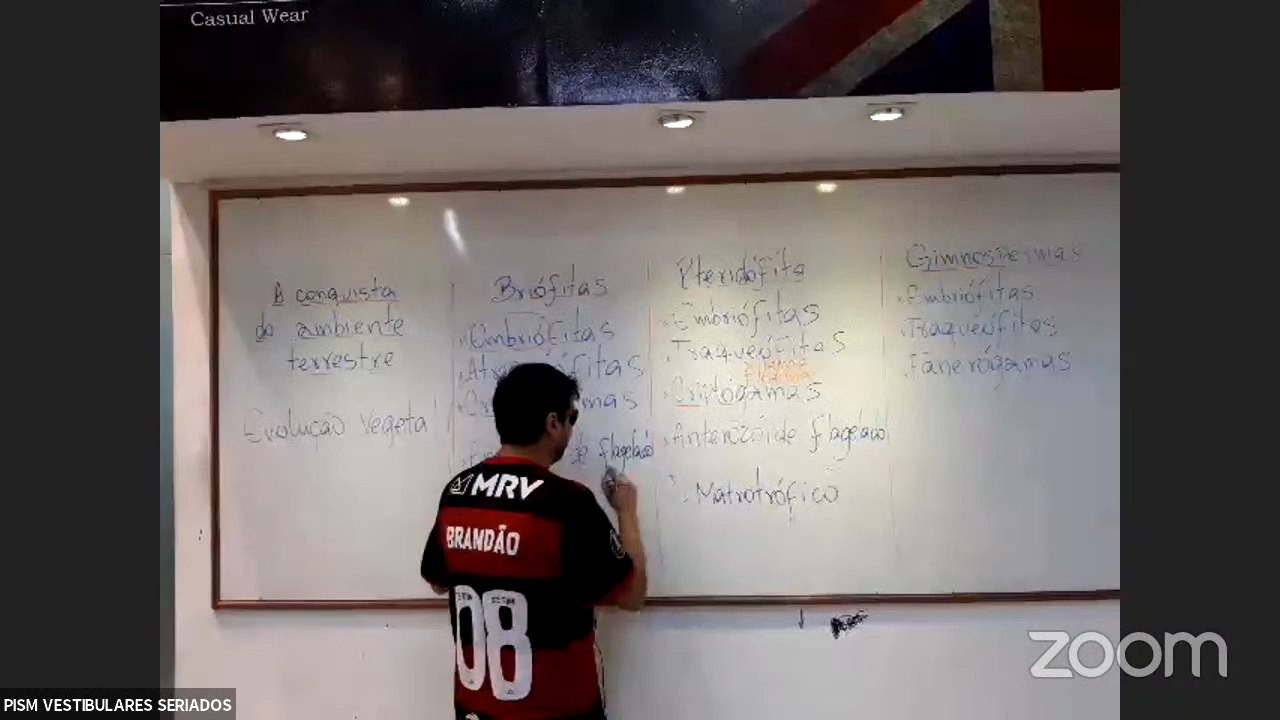 Casual Wear
A conquista
do ambiente
terrestre
Evolução Vegetal
Briófitas
Embriófitas
Atraqueófitas
flagelado
Pteridófita
Embriófitas
Traqueófitas
Criptógamas
Anterozóide flagelado
Matrotrófico
Gimnospermas
Embriófitas
Traqueófitas
Fanerógamas
MRV
BRANDÃO
08
zoom
PISM VESTIBULARES SERIADOS